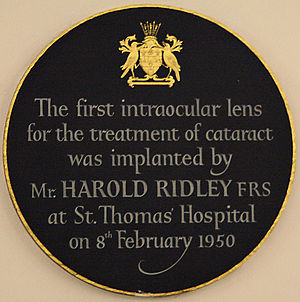 The first intraocular lens
for the treatment of cataract
was implanted by
Mr. HAROLD RIDLEY FRS
at St. Thomas' Hospital
on 8th February 1950